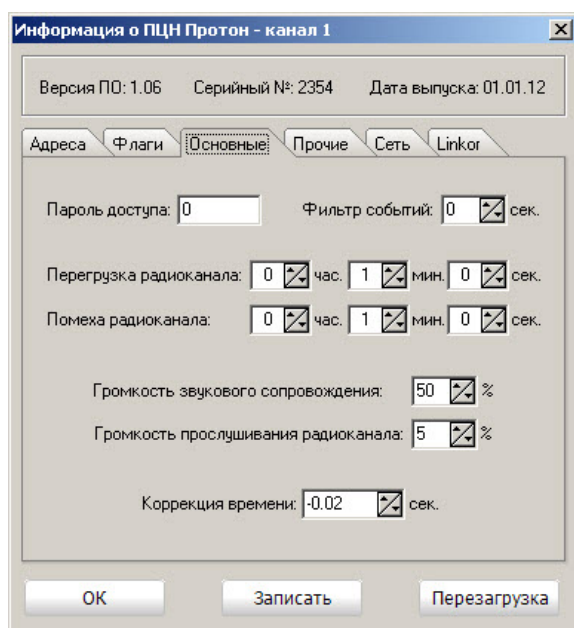 Информация о ПЦН Протон - канал 1
Версия ПО: 1.06 Серийный №: 2354 Дата выпуска: 01.01.12
Адреса Флаги Основные Прочие Сеть Linkor
Пароль доступа: 0 Фильтр событий: 0 сек.
Перегрузка радиоканала: 0 час. 1 мин. 0 сек.
Помеха радиоканала: 0 час. 1 мин. 0 сек.
Громкость звукового сопровождения: 50 %
Громкость прослушивания радиоканала: 5 %
Коррекция времени: -0.02 сек.
ОК Записать Перезагрузка